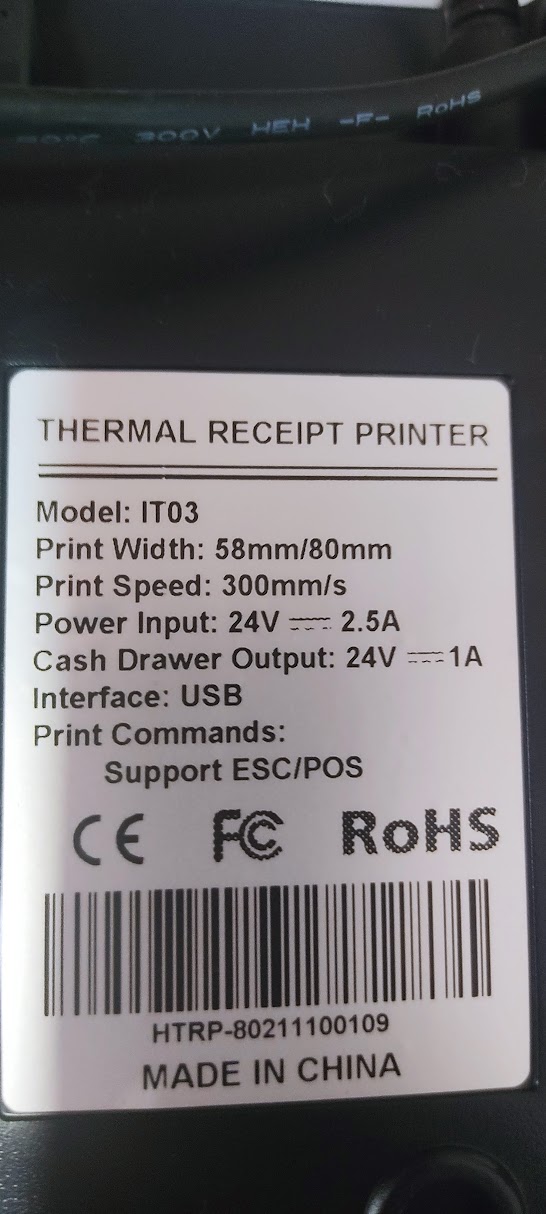 300V HEH -F- RoHS
THERMAL RECEIPT PRINTER
Model: IT03
Print Width: 58mm/80mm
Print Speed: 300mm/s
Power Input: 24V ⎓ 2.5A
Cash Drawer Output: 24V ⎓ 1A
Interface: USB
Print Commands:
Support ESC/POS
CE FC RoHS
HTRP-80211100109
MADE IN CHINA